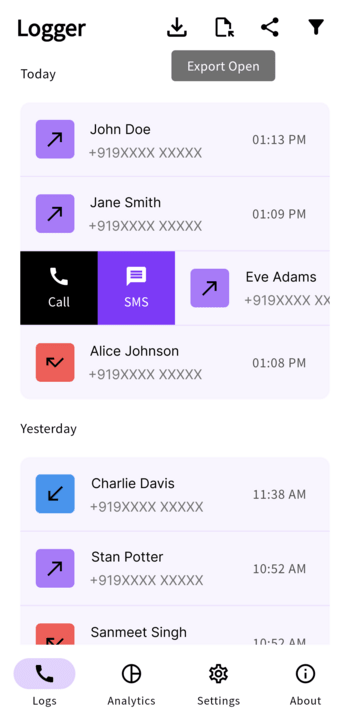 Logger
Export Open
Today
John Doe
+919XXXX XXXXX
01:13 PM
Jane Smith
+919XXXX XXXXX
01:09 PM
Call
SMS
Eve Adams
+919XXXX XX
Alice Johnson
+919XXXX XXXXX
01:08 PM
Yesterday
Charlie Davis
+919XXXX XXXXX
11:38 AM
Stan Potter
+919XXXX XXXXX
10:52 AM
Sanmeet Singh
10:52 AM
Logs
Analytics
Settings
About